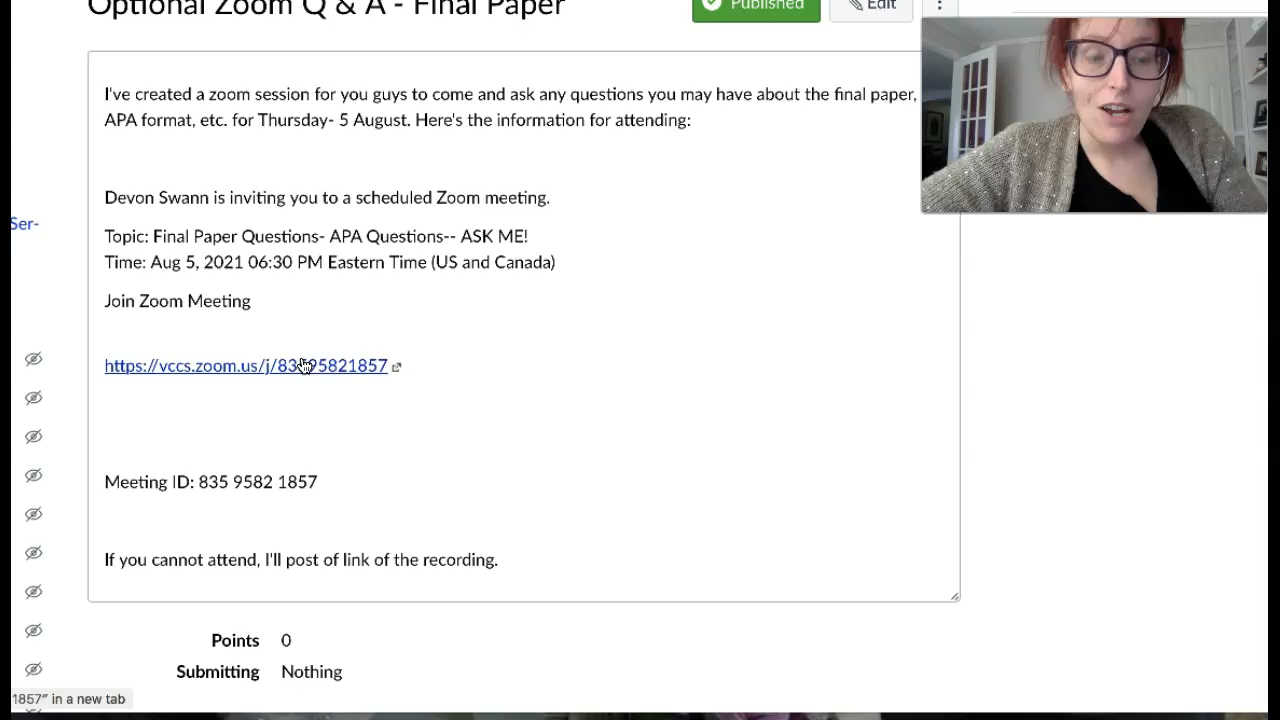 Optional Zoom Q & A - Final Paper
Published
Edit
I've created a zoom session for you guys to come and ask any questions you may have about the final paper,
APA format, etc. for Thursday- 5 August. Here's the information for attending:
Devon Swann is inviting you to a scheduled Zoom meeting.
Ser-
Topic: Final Paper Questions- APA Questions-- ASK ME!
Time: Aug 5, 2021 06:30 PM Eastern Time (US and Canada)
Join Zoom Meeting
https://vccs.zoom.us/j/83595821857
Meeting ID: 835 9582 1857
If you cannot attend, I'll post of link of the recording.
Points 0
Submitting Nothing
1857” in a new tab